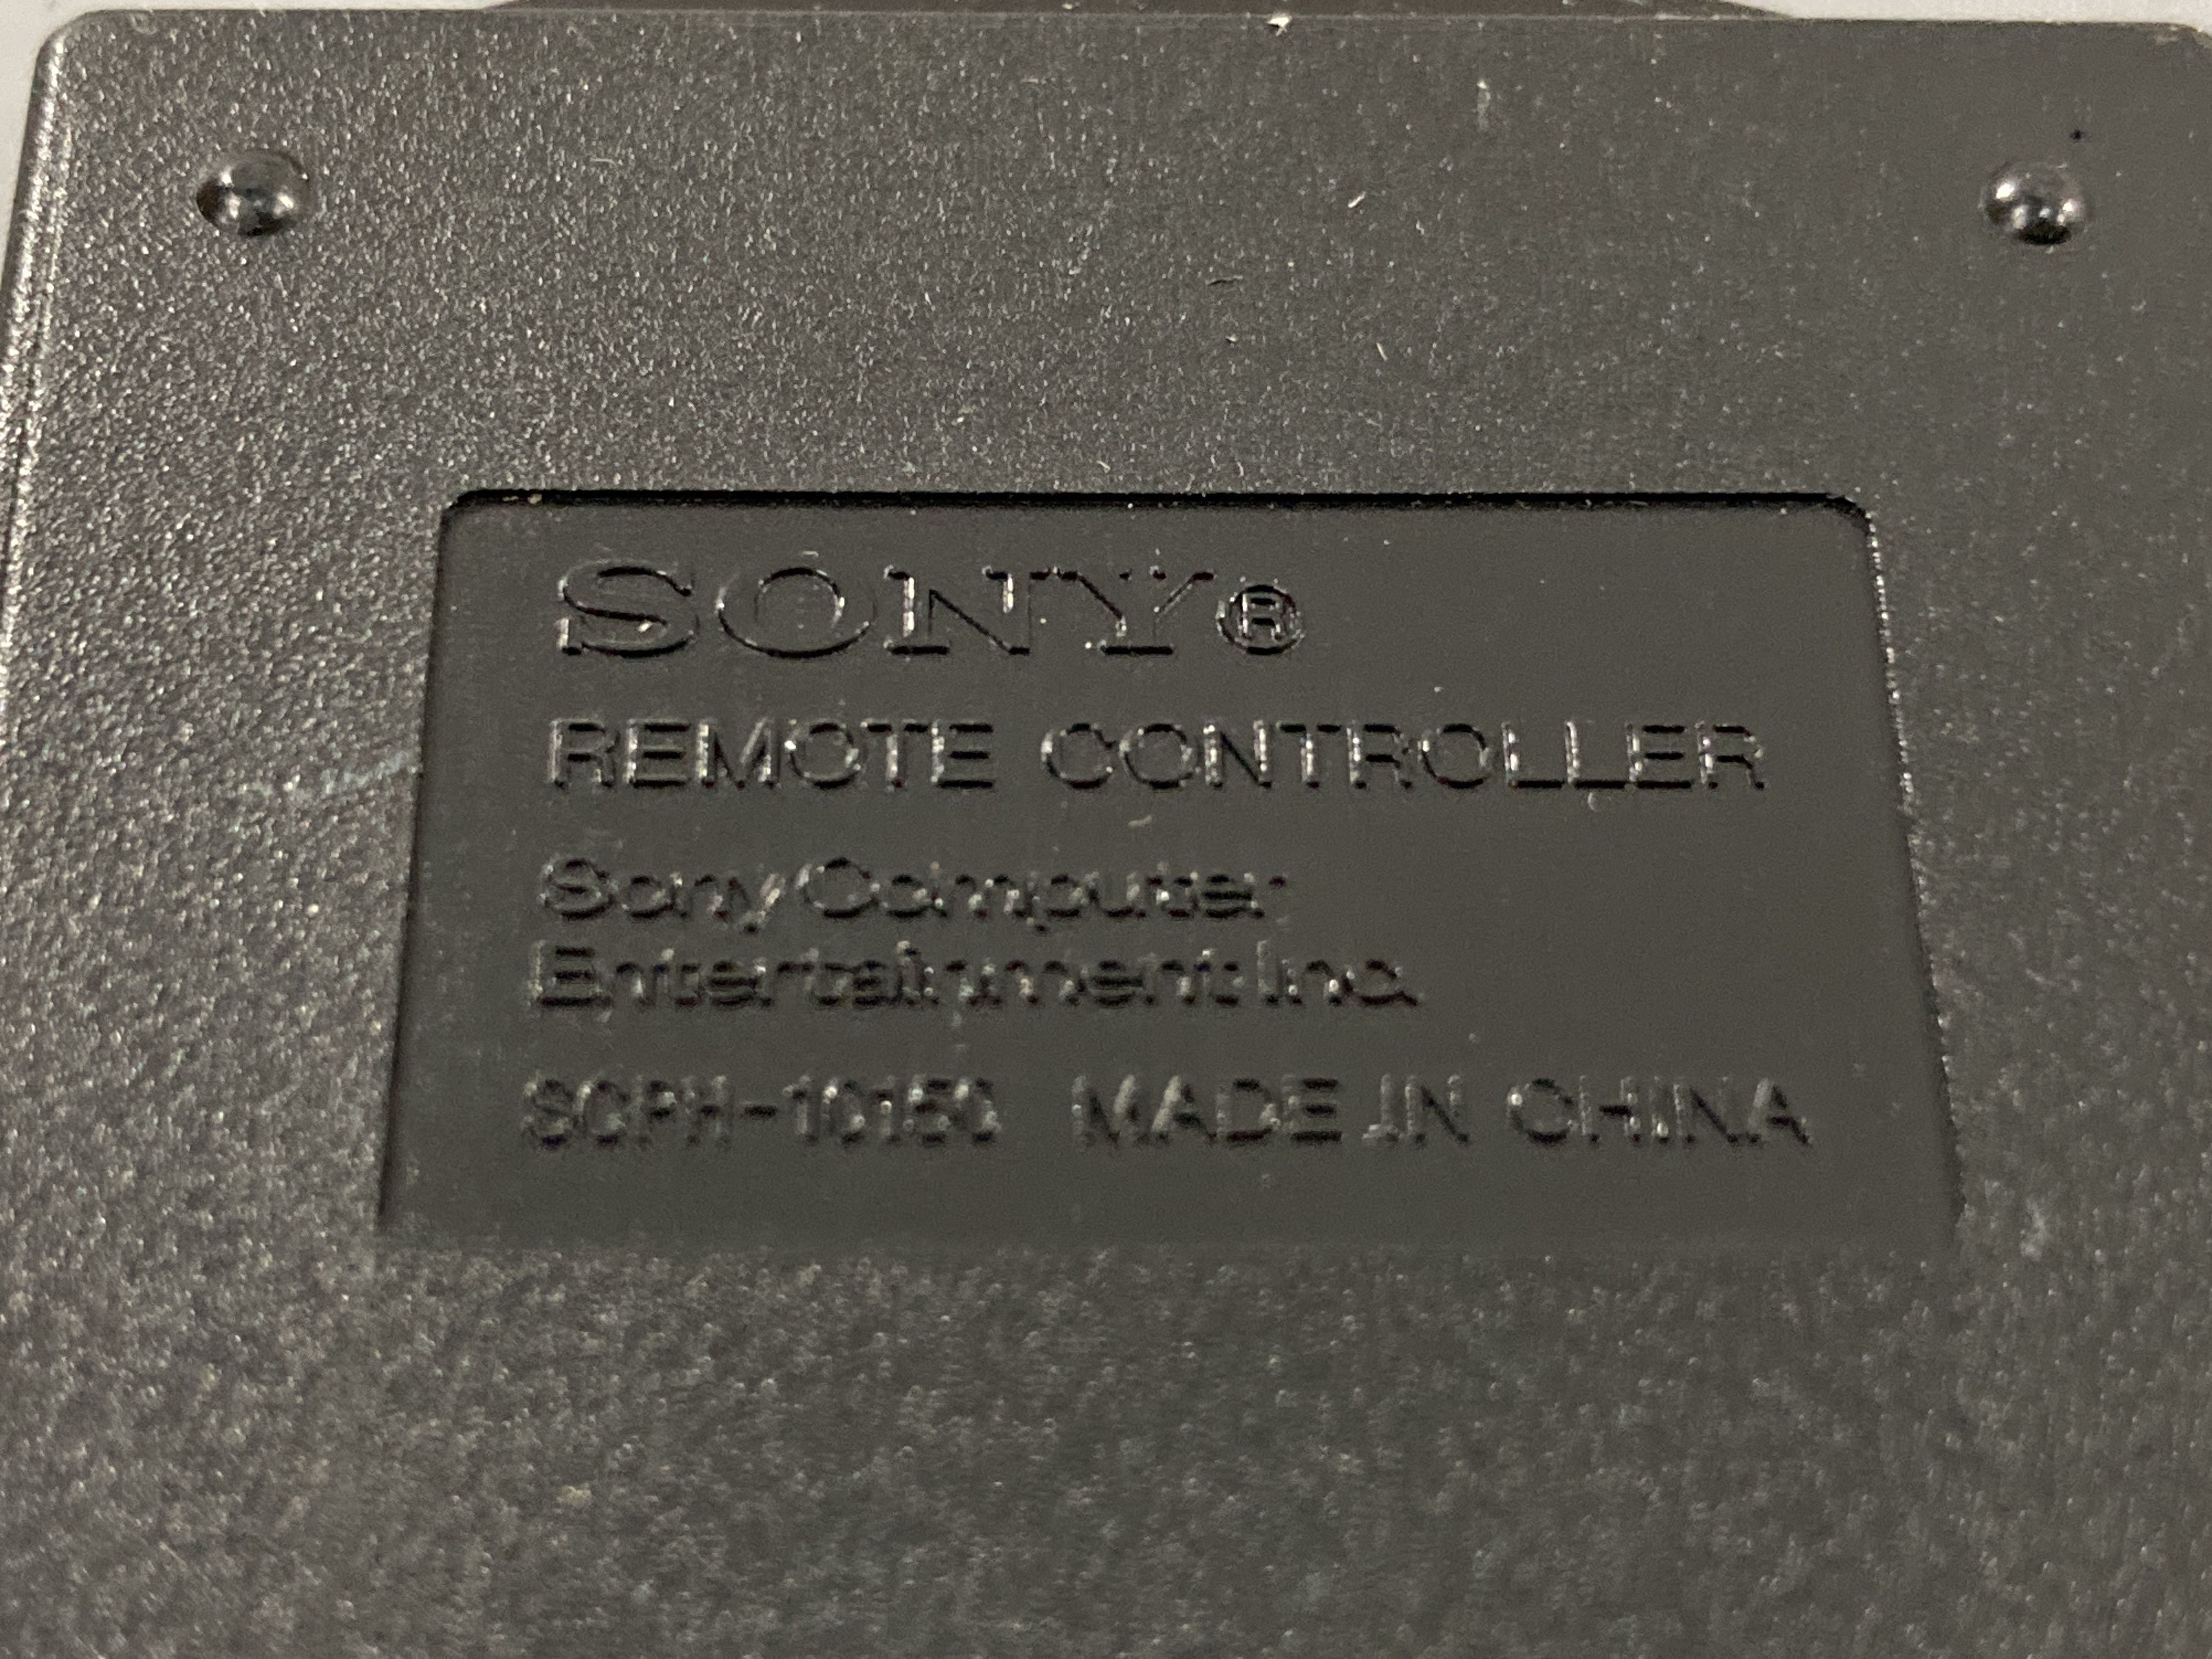 SONY®
REMOTE CONTROLLER
Sony Computer
Entertainment Inc.
SCPH-10150 MADE IN CHINA